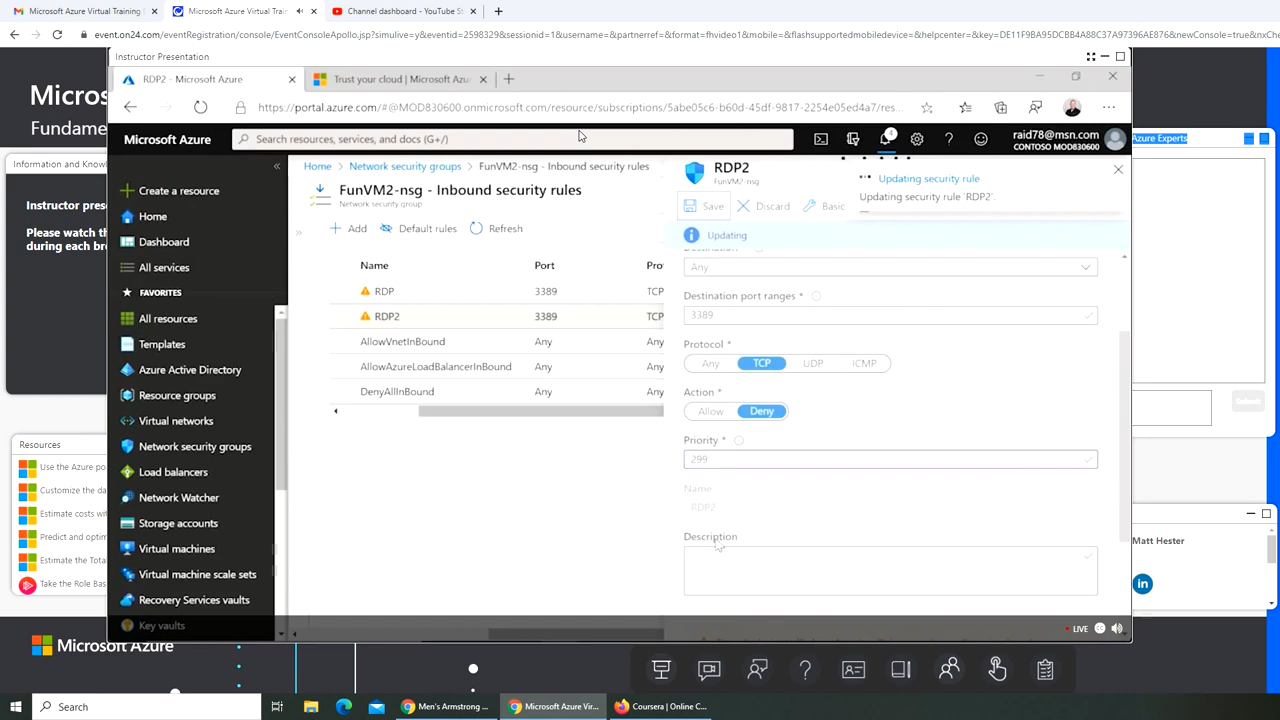 Microsoft Azure Virtual Training D
Microsoft Azure Virtual Trai
Channel dashboard - YouTube S
event.on24.com/eventRegistration/console/EventConsoleApollo.jsp?simulive=y&eventid=2598329&sessionid=1&username=&partnerref=&format=fhvideo1&mobile=&flashsupportedmobiledevice=&helpcenter=&key=DE11F9BA95DCBB4A88C37A97396AE876&newConsole=true&nxChe
Micros
Fundame
Information and Know
Instructor pres
Please watch th
during each bre
Resources
Use the Azure po
Customize the da
Estimate costs wi
Predict and optim
Estimate the Total
Take the Role Bas
Microsoft Azure
Instructor Presentation
RDP2 - Microsoft Azure
Trust your cloud | Microsoft Azu
https://portal.azure.com/#@MOD830600.onmicrosoft.com/resource/subscriptions/5abe05c6-b60d-45df-9817-2254e05ed4a7/res...
Microsoft Azure
Search resources, services, and docs (G+/)
raid78@msn.com
CONTOSO MOD830600
Create a resource
Home
Dashboard
All services
FAVORITES
All resources
Templates
Azure Active Directory
Resource groups
Virtual networks
Network security groups
Load balancers
Network Watcher
Storage accounts
Virtual machines
Virtual machine scale sets
Recovery Services vaults
Key vaults
Home > Network security groups > FunVM2-nsg - Inbound security rules
FunVM2-nsg - Inbound security rules
Network security group
Add Default rules Refresh
Name Port Pro
RDP 3389 TCP
RDP2 3389 TCP
AllowVnetInBound Any Any
AllowAzureLoadBalancerInBound Any Any
DenyAllInBound Any Any
RDP2
FunVM2-nsg
Updating security rule
Updating security rule 'RDP2'.
Save Discard Basic
Updating
Any
Destination port ranges *
3389
Protocol *
Any TCP UDP ICMP
Action *
Allow Deny
Priority *
299
Name
RDP2
Description
LIVE
Azure Experts
Submit
Matt Hester
Search
Men's Armstrong ...
Microsoft Azure Vir...
Coursera | Online C...